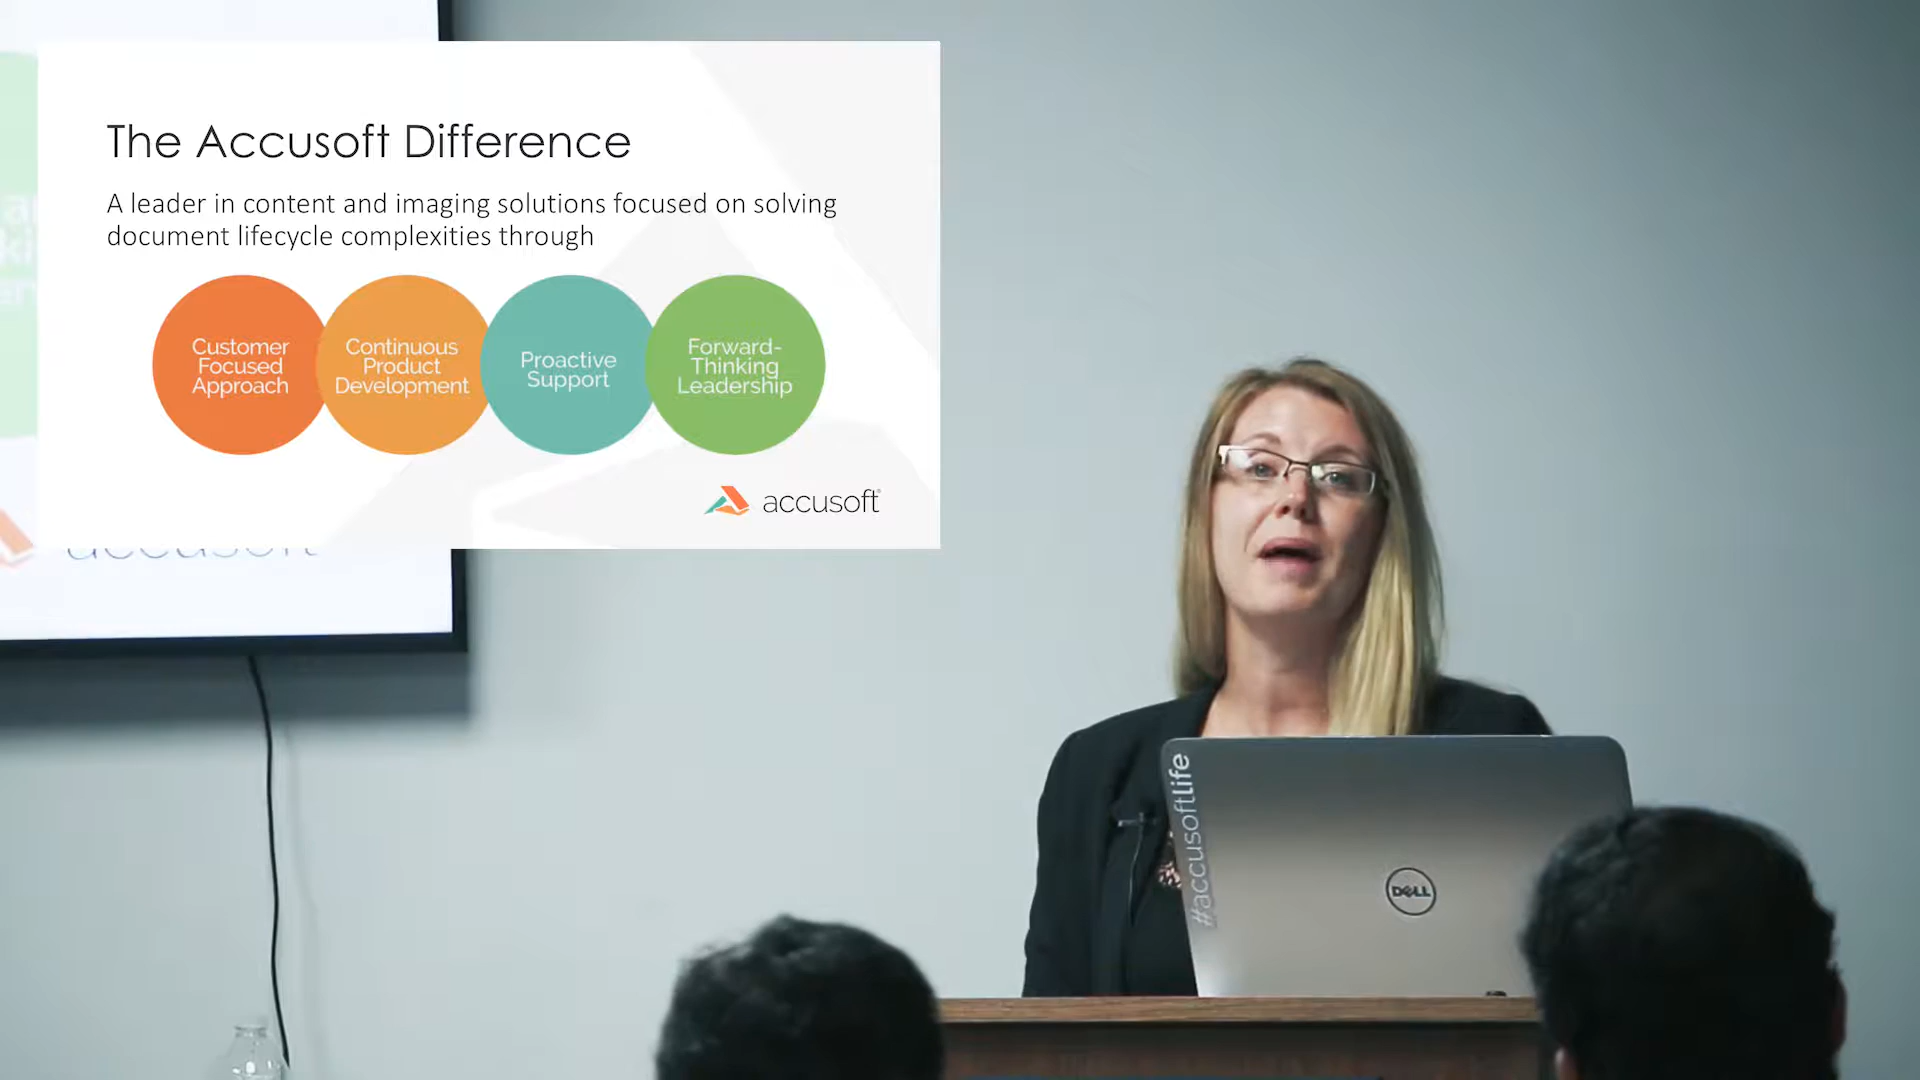 The Accusoft Difference
A leader in content and imaging solutions focused on solving
document lifecycle complexities through
Customer
Focused
Approach
Continuous
Product
Development
Proactive
Support
Forward-
Thinking
Leadership
accusoft
accusoft
#accusoftlife
DELL